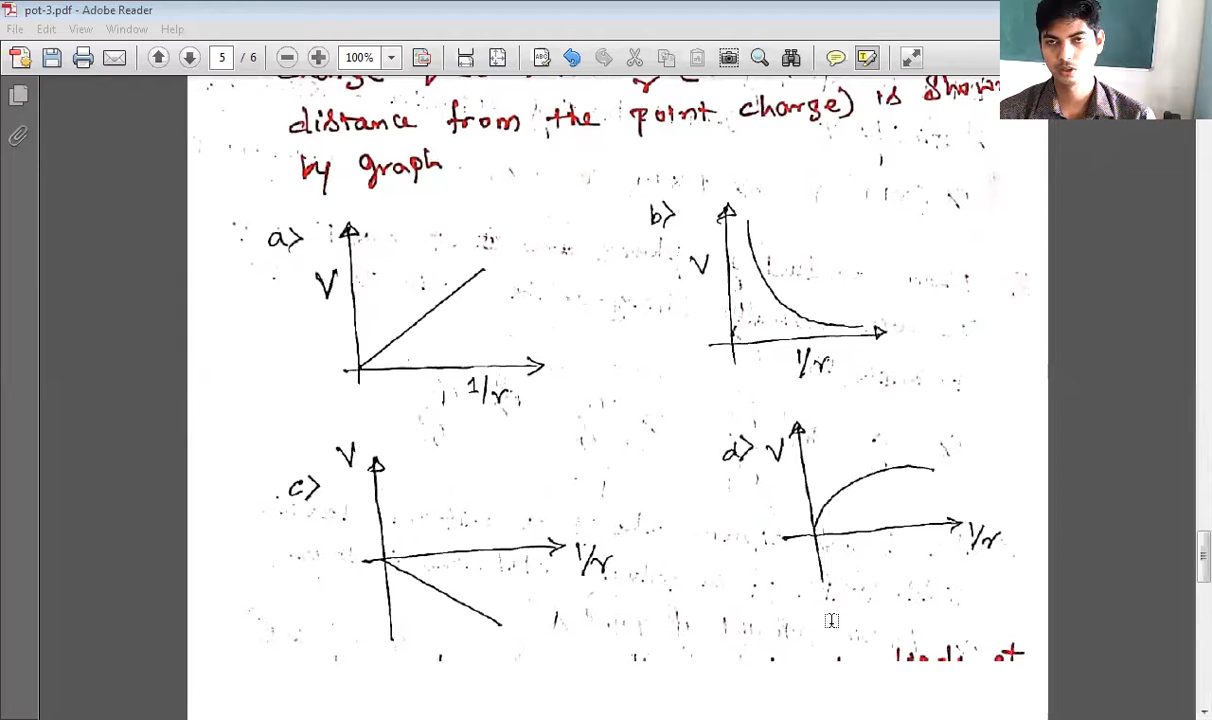 pot-3.pdf - Adobe Reader
File Edit View Window Help
5 / 6 100%
distance from the point charge) is shown
by graph
a> V 1/r
b> V 1/r
c> V 1/r
d> V 1/r